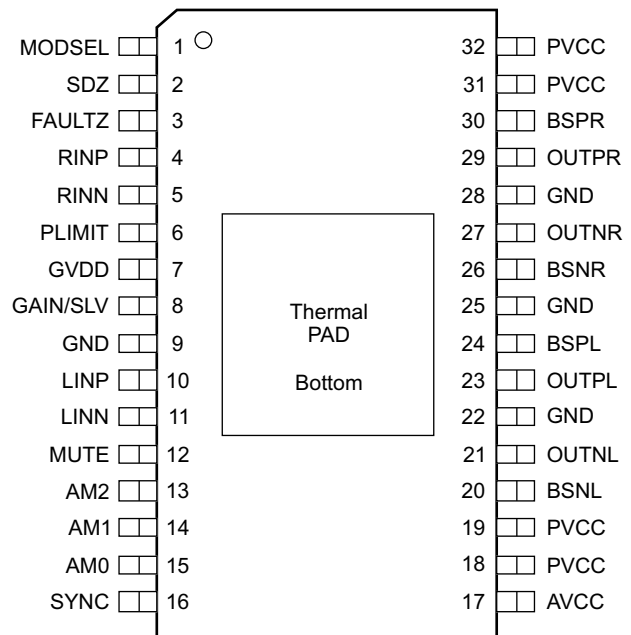 MODSEL 1 32 PVCC
SDZ 2 31 PVCC
FAULTZ 3 30 BSPR
RINP 4 29 OUTPR
RINN 5 28 GND
PLIMIT 6 27 OUTNR
GVDD 7 26 BSNR
GAIN/SLV 8 25 GND
Thermal
PAD
GND 9 24 BSPL
Bottom
LINP 10 23 OUTPL
LINN 11 22 GND
MUTE 12 21 OUTNL
AM2 13 20 BSNL
AM1 14 19 PVCC
AM0 15 18 PVCC
SYNC 16 17 AVCC